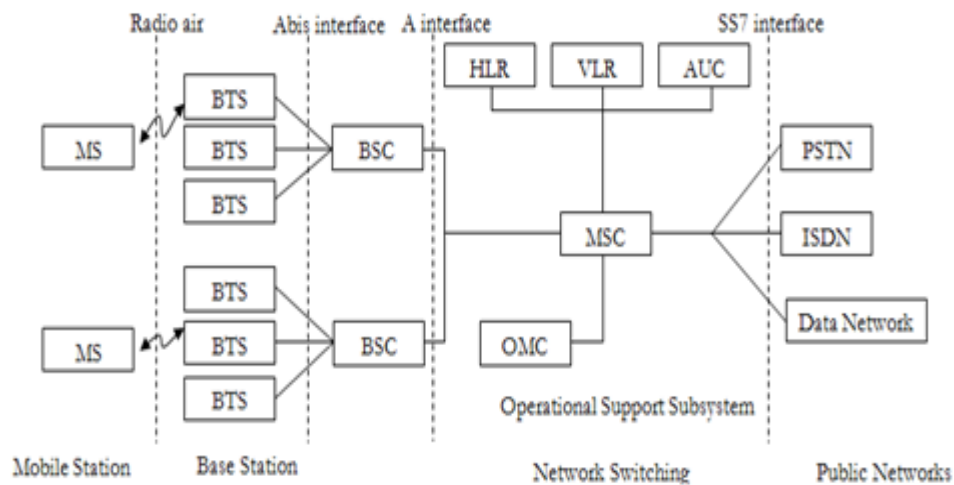 Radio air
Abis interface
A interface
SS7 interface
HLR
VLR
AUC
BTS
MS
BTS
BSC
PSTN
BTS
MSC
ISDN
BTS
Data Network
MS
BTS
BSC
OMC
BTS
Operational Support Subsystem
Mobile Station
Base Station
Network Switching
Public Networks